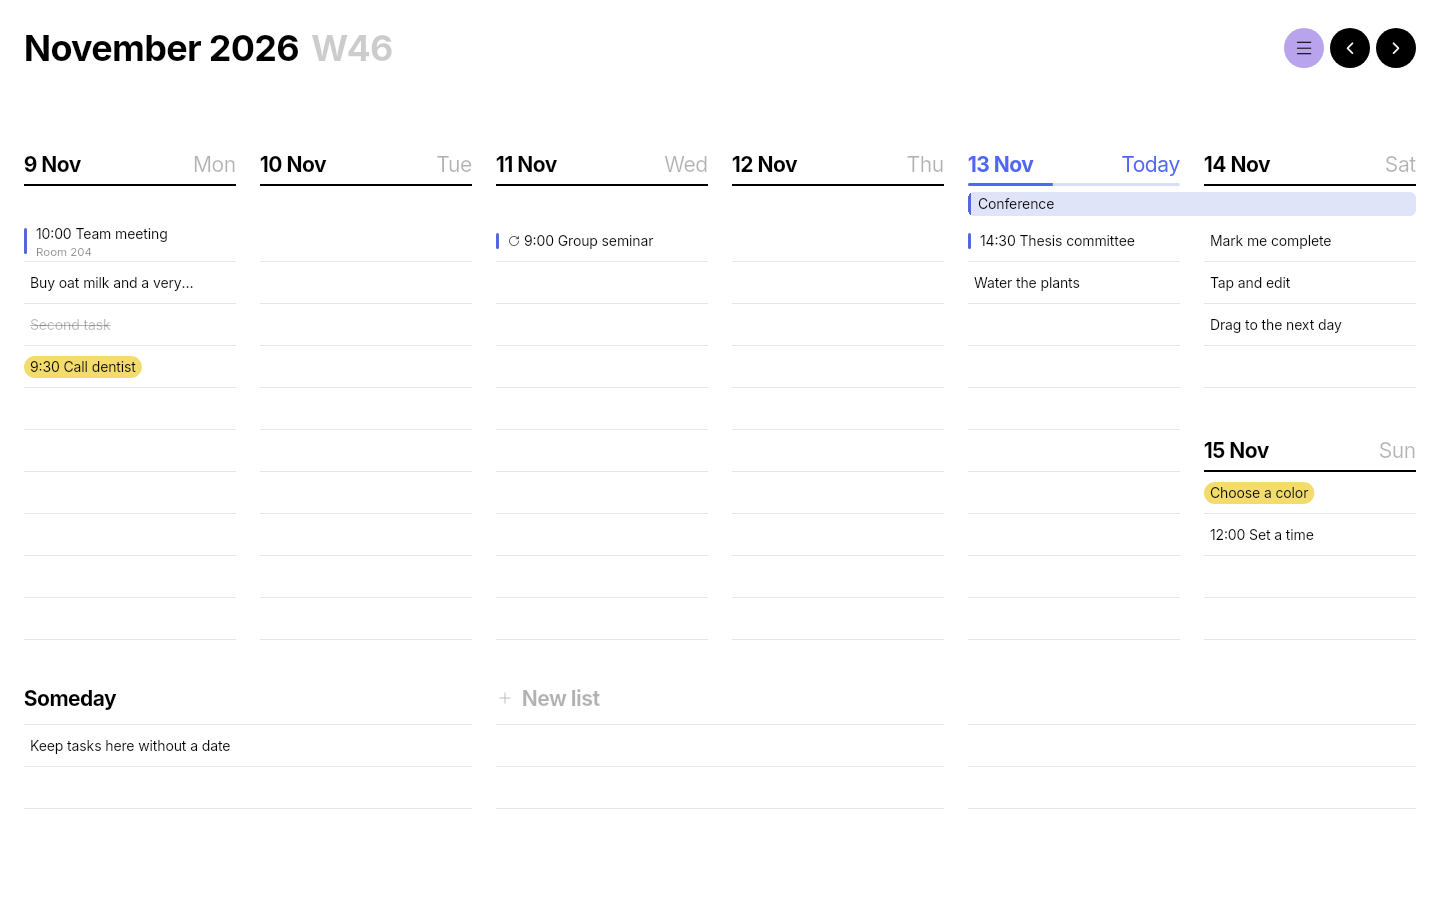 November 2026 W46
9 Nov Mon
10:00 Team meeting
Room 204
Buy oat milk and a very...
Second task
9:30 Call dentist
10 Nov Tue
11 Nov Wed
9:00 Group seminar
12 Nov Thu
13 Nov Today
Conference
14:30 Thesis committee
Water the plants
14 Nov Sat
Mark me complete
Tap and edit
Drag to the next day
15 Nov Sun
Choose a color
12:00 Set a time
Someday
Keep tasks here without a date
+ New list